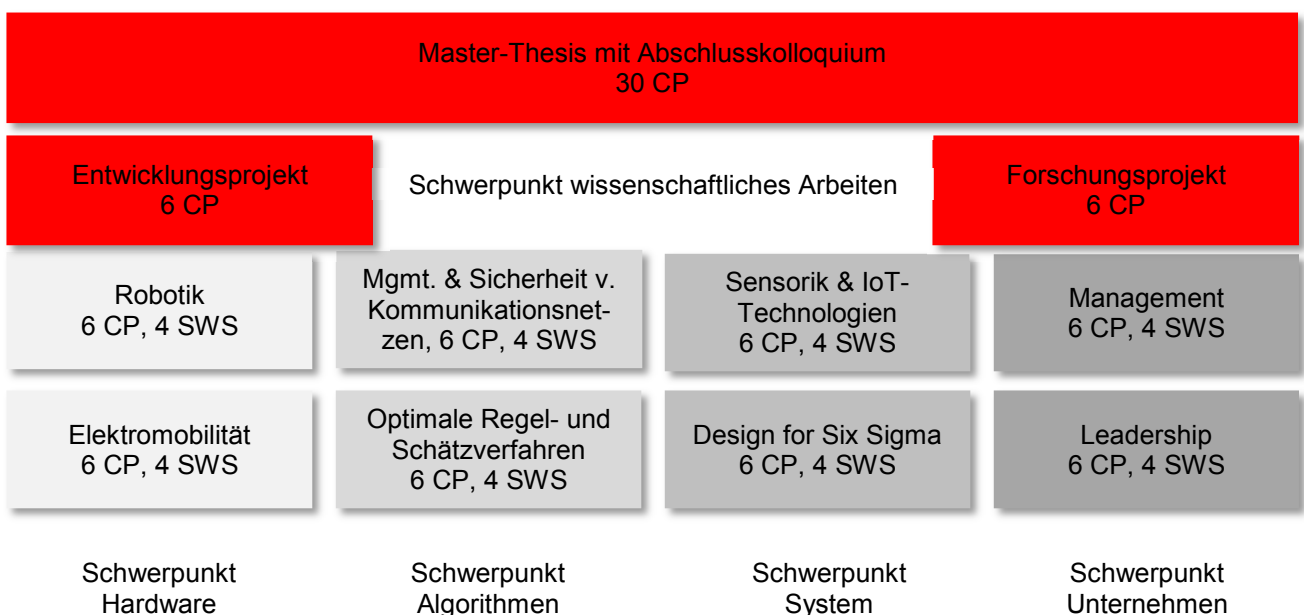 Master-Thesis mit Abschlusskolloquium
30 CP
Entwicklungsprojekt
6 CP
Schwerpunkt wissenschaftliches Arbeiten
Forschungsprojekt
6 CP
Robotik
6 CP, 4 SWS
Mgmt. & Sicherheit v.
Kommunikationsnet-
zen, 6 CP, 4 SWS
Sensorik & IoT-
Technologien
6 CP, 4 SWS
Management
6 CP, 4 SWS
Elektromobilität
6 CP, 4 SWS
Optimale Regel- und
Schätzverfahren
6 CP, 4 SWS
Design for Six Sigma
6 CP, 4 SWS
Leadership
6 CP, 4 SWS
Schwerpunkt
Hardware
Schwerpunkt
Algorithmen
Schwerpunkt
System
Schwerpunkt
Unternehmen